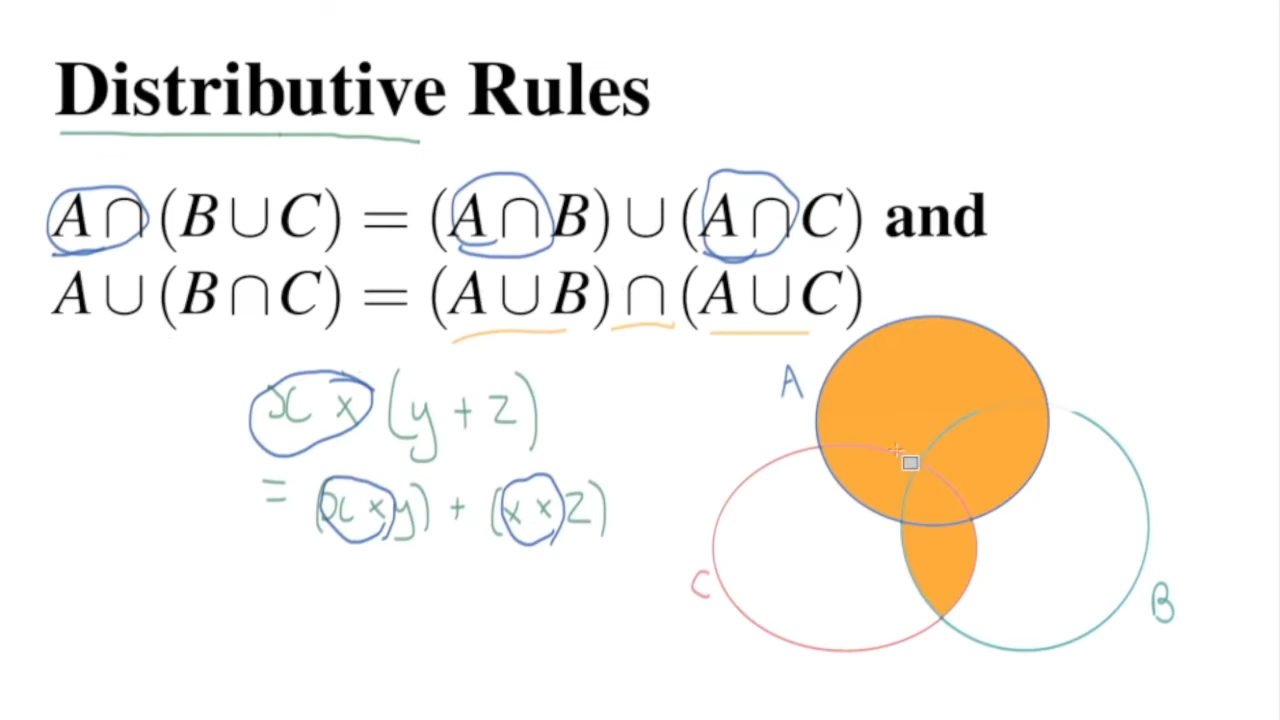 Distributive Rules
A ∩ (B ∪ C) = (A ∩ B) ∪ (A ∩ C) and
A ∪ (B ∩ C) = (A ∪ B) ∩ (A ∪ C)
x × (y + z)
= (x × y) + (x × z)
A
C
B